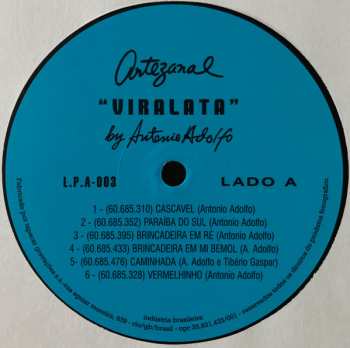 Artezanal
"VIRALATA"
by Antonio Adolfo
L.P.A-003
LADO A
1 - (60.685.310) CASCAVEL (Antonio Adolfo)
2 - (60.685.352) PARAÍBA DO SUL (Antonio Adolfo)
3 - (60.685.395) BRINCADEIRA EM RÉ (Antonio Adolfo)
4 - (60.685.433) BRINCADEIRA EM MI BEMOL (A. Adolfo)
5- (60.685.476) CAMINHADA (A. Adolfo e Tibério Gaspar)
6 - (60.685.328) VERMELHINHO (Antonio Adolfo)
indústria brasileira